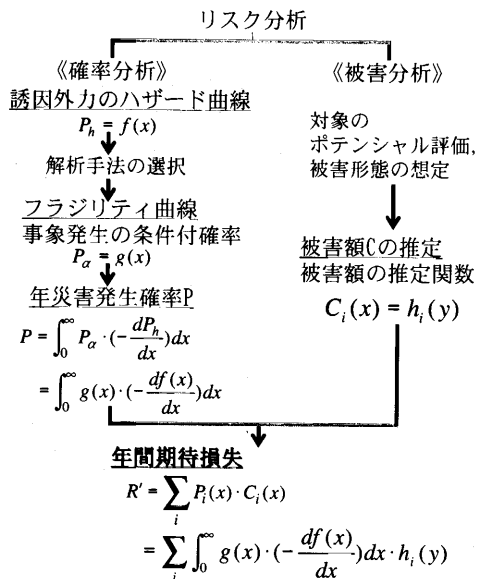 リスク分析
《確率分析》
誘因外力のハザード曲線
P_h = f(x)
解析手法の選択
フラジリティ曲線
事象発生の条件付確率
P_α = g(x)
年災害発生確率P
P = ∫_0^∞ P_α · (-dP_h/dx)dx
= ∫_0^∞ g(x) · (-df(x)/dx)dx
《被害分析》
対象の
ポテンシャル評価,
被害形態の想定
被害額Cの推定
被害額の推定関数
C_i(x) = h_i(y)
年間期待損失
R' = ∑_i P_i(x) · C_i(x)
= ∑_i ∫_0^∞ g(x) · (-df(x)/dx)dx · h_i(y)